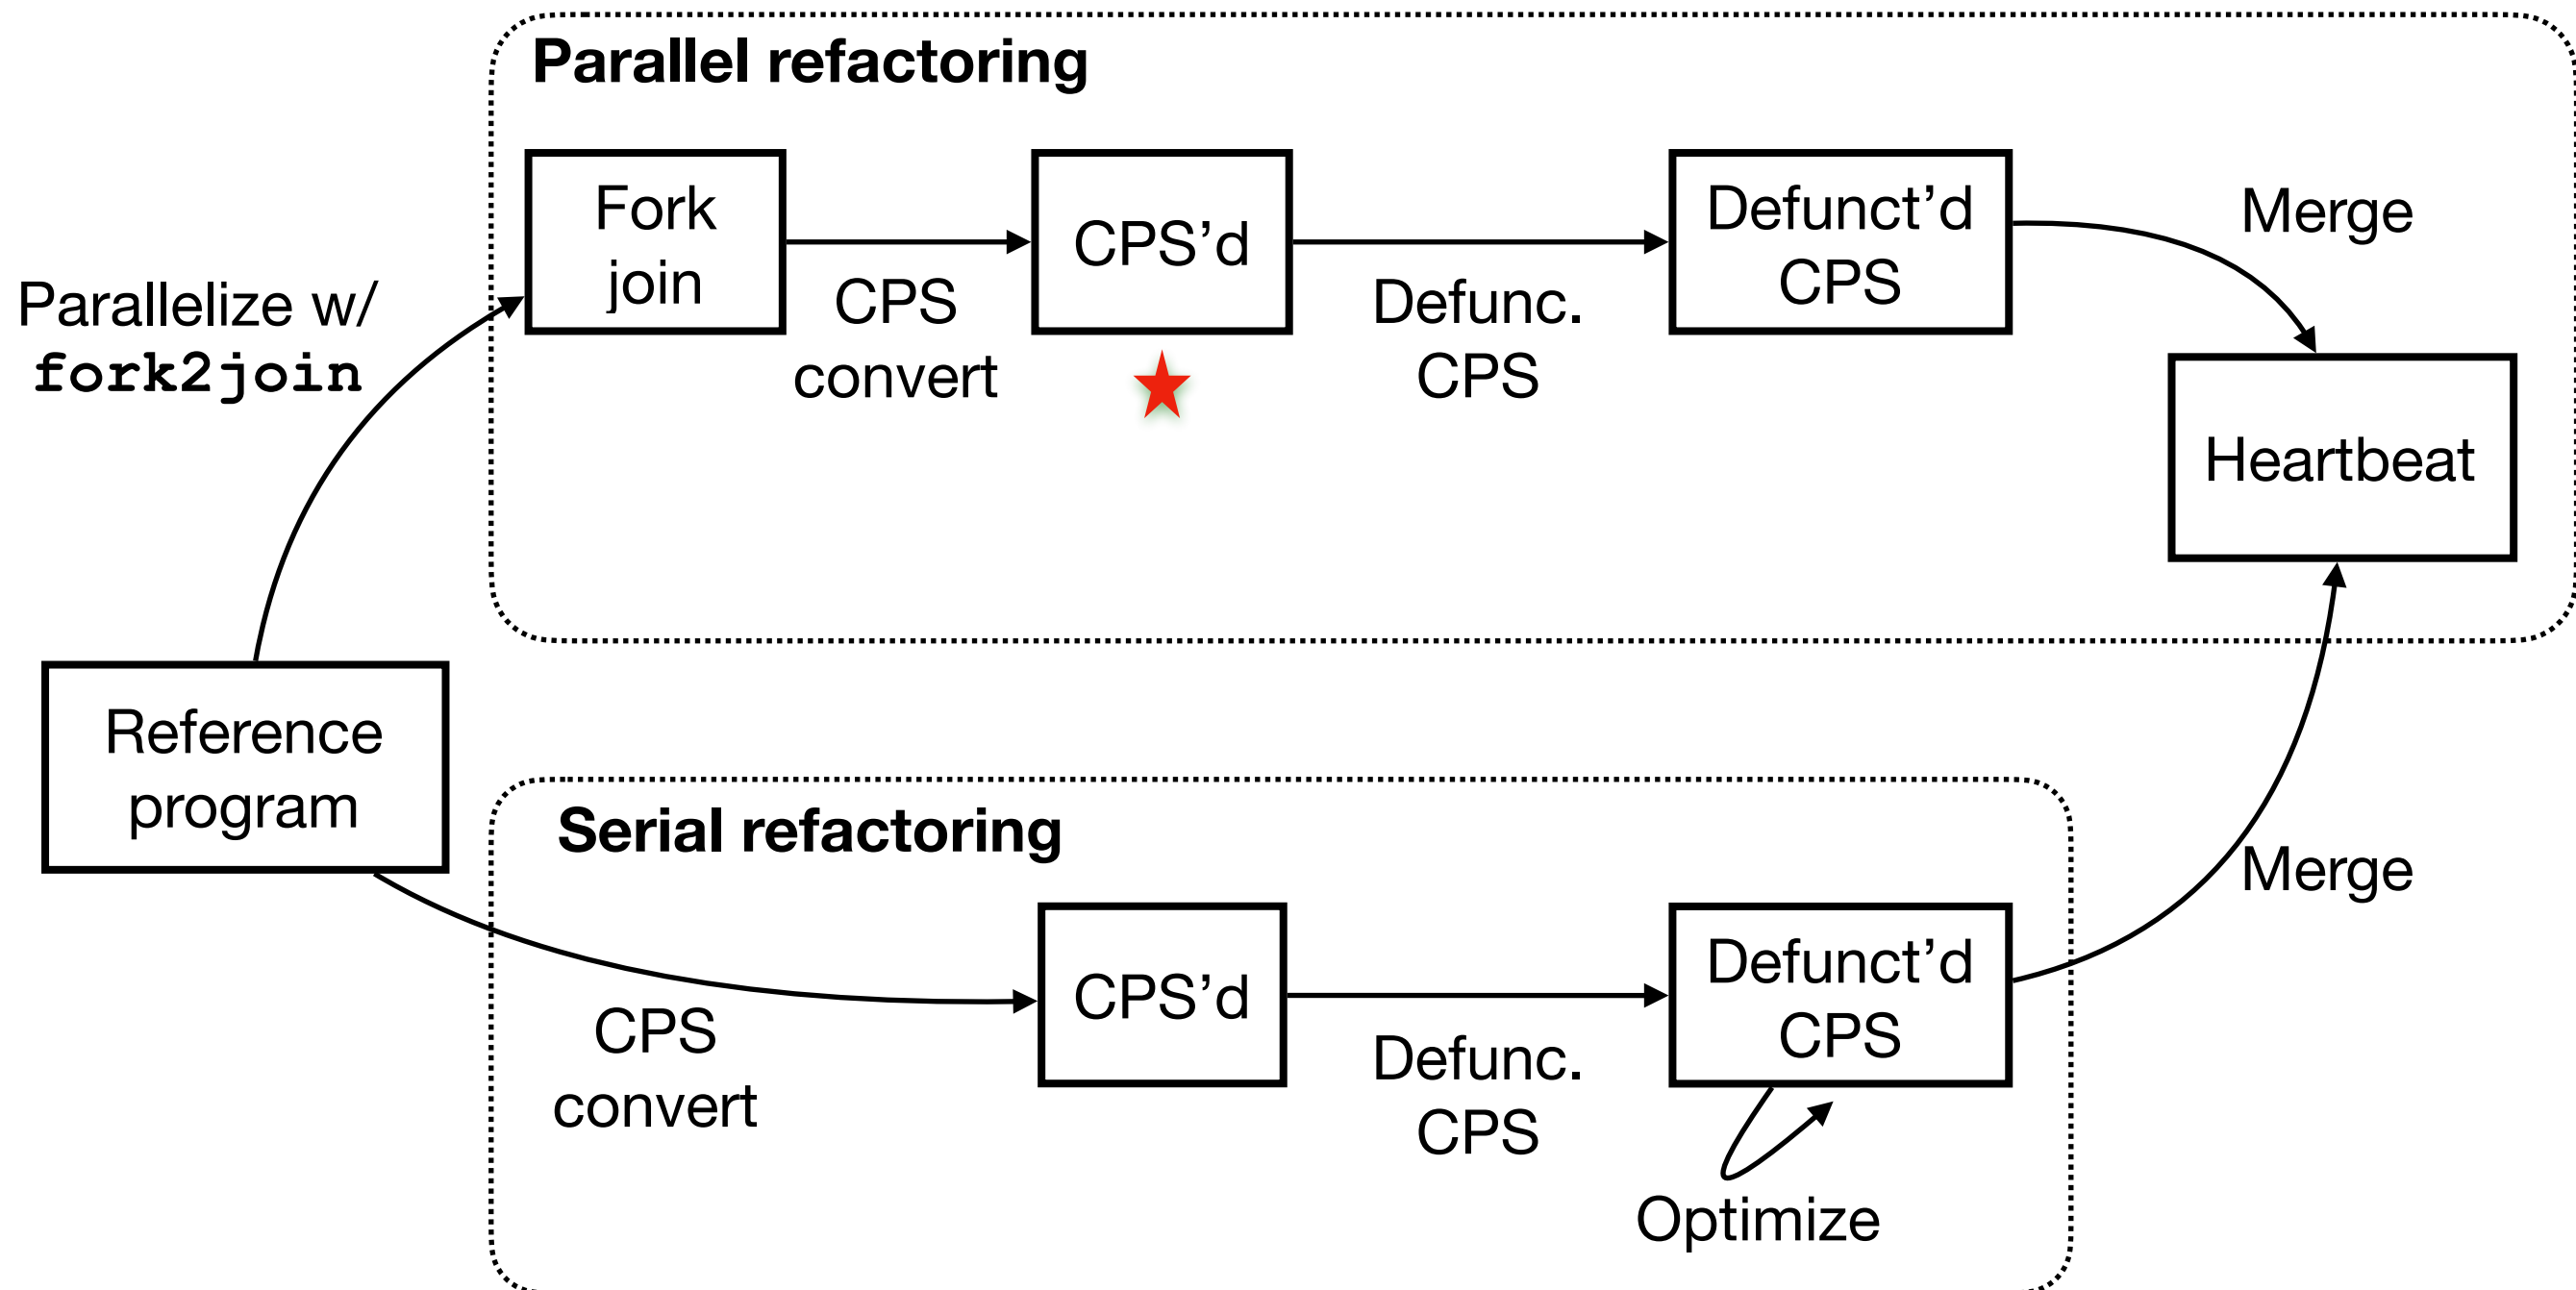 Parallel refactoring
Fork
join
CPS’d
Defunct’d
CPS
Merge
Parallelize w/
fork2join
CPS
convert
Defunc.
CPS
Heartbeat
Reference
program
Serial refactoring
CPS
convert
CPS’d
Defunc.
CPS
Defunct’d
CPS
Merge
Optimize